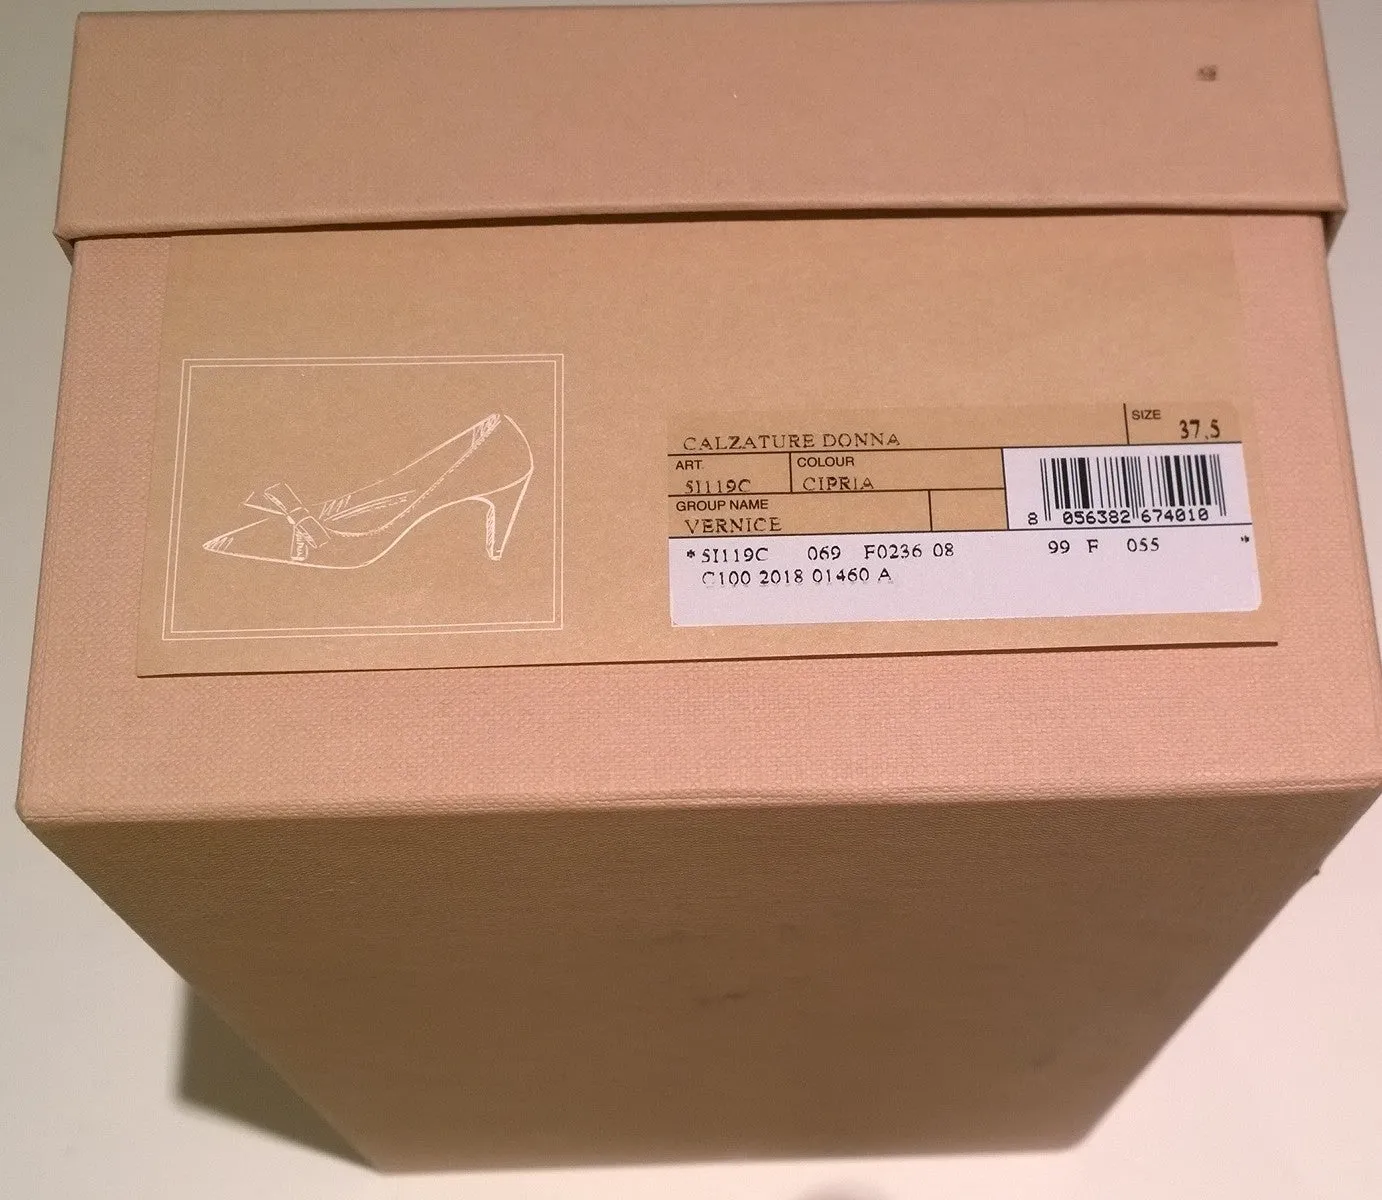 CALZATURE DONNA
SIZE
37,5
ART.
5I119C
COLOUR
CIPRIA
GROUP NAME
VERNICE
8 056382 674010
*5I119C 069 F0236 08 99 F 055 *
C100 2018 01460 A